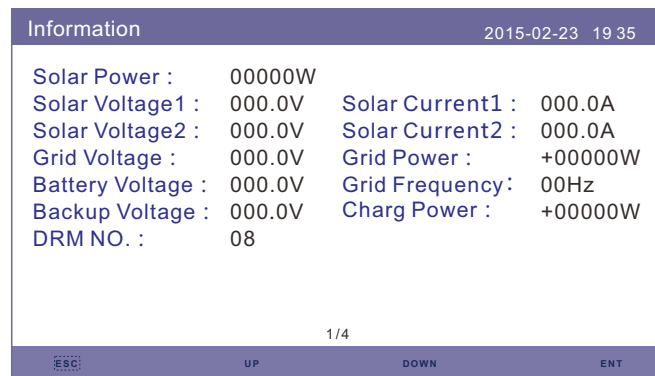 Information 2015-02-23 19 35
Solar Power : 00000W
Solar Voltage1 : 000.0V Solar Current1 : 000.0A
Solar Voltage2 : 000.0V Solar Current2 : 000.0A
Grid Voltage : 000.0V Grid Power : +00000W
Battery Voltage : 000.0V Grid Frequency: 00Hz
Backup Voltage : 000.0V Charg Power : +00000W
DRM NO. : 08
1/4
ESC UP DOWN ENT